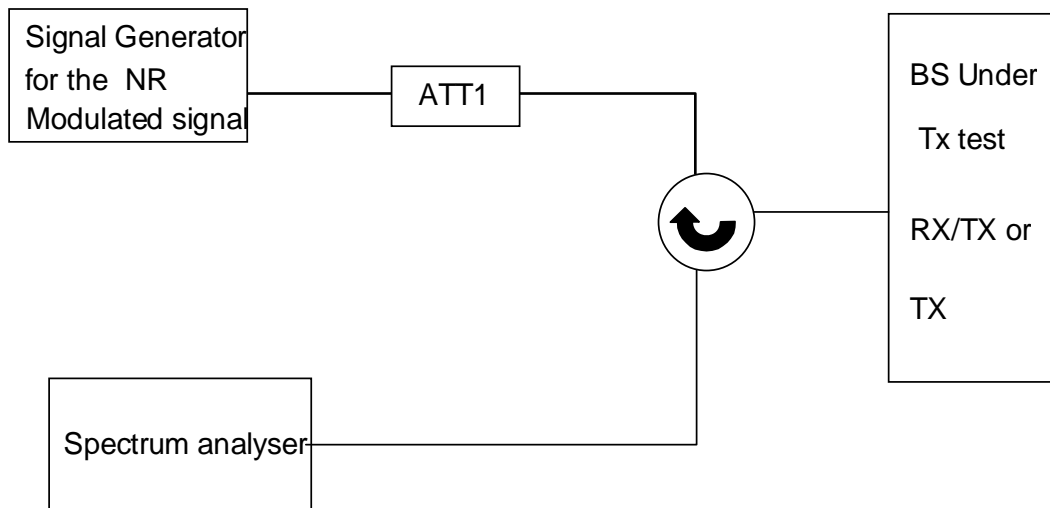 Signal Generator
for the NR
Modulated signal
ATT1
BS Under
Tx test
RX/TX or
TX
Spectrum analyser